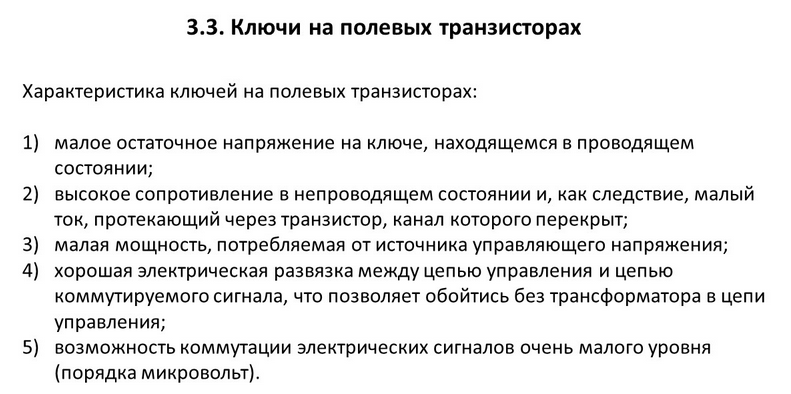 3.3. Ключи на полевых транзисторах
Характеристика ключей на полевых транзисторах:
1) малое остаточное напряжение на ключе, находящемся в проводящем
состоянии;
2) высокое сопротивление в непроводящем состоянии и, как следствие, малый
ток, протекающий через транзистор, канал которого перекрыт;
3) малая мощность, потребляемая от источника управляющего напряжения;
4) хорошая электрическая развязка между цепью управления и цепью
коммутируемого сигнала, что позволяет обойтись без трансформатора в цепи
управления;
5) возможность коммутации электрических сигналов очень малого уровня
(порядка микровольт).